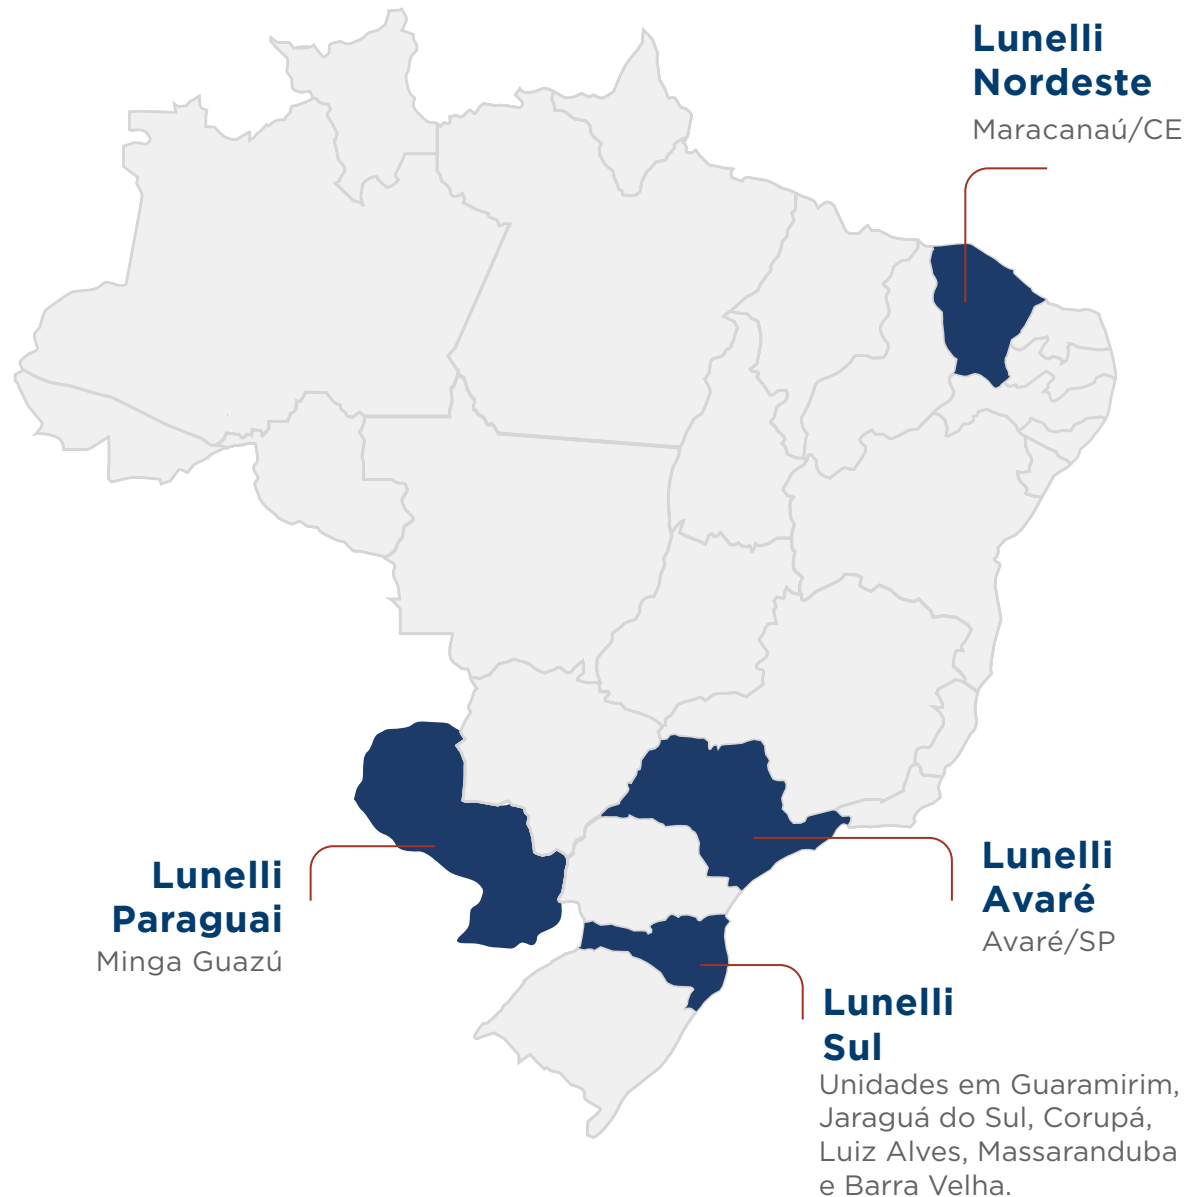 Lunelli
Nordeste
Maracanaú/CE
Lunelli
Paraguai
Minga Guazú
Lunelli
Avaré
Avaré/SP
Lunelli
Sul
Unidades em Guaramirim,
Jaraguá do Sul, Corupá,
Luiz Alves, Massaranduba
e Barra Velha.